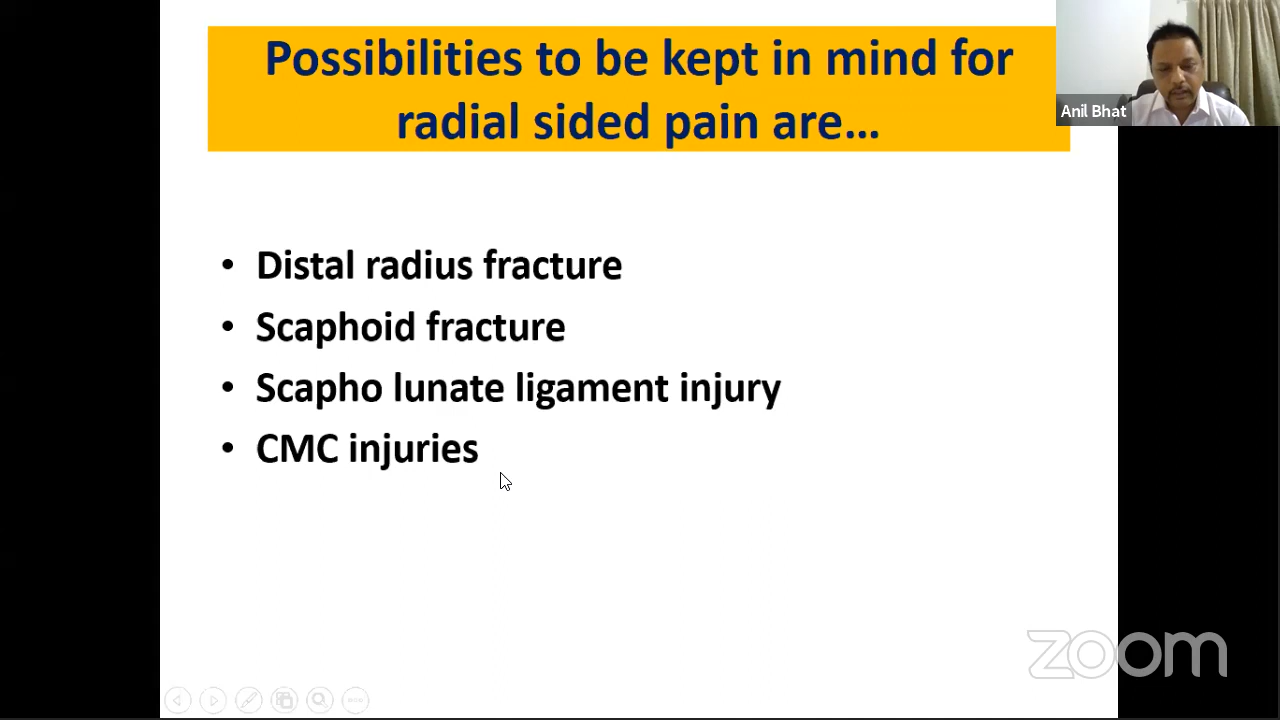 Possibilities to be kept in mind for
radial sided pain are...
Anil Bhat
• Distal radius fracture
• Scaphoid fracture
• Scapho lunate ligament injury
• CMC injuries
zoom